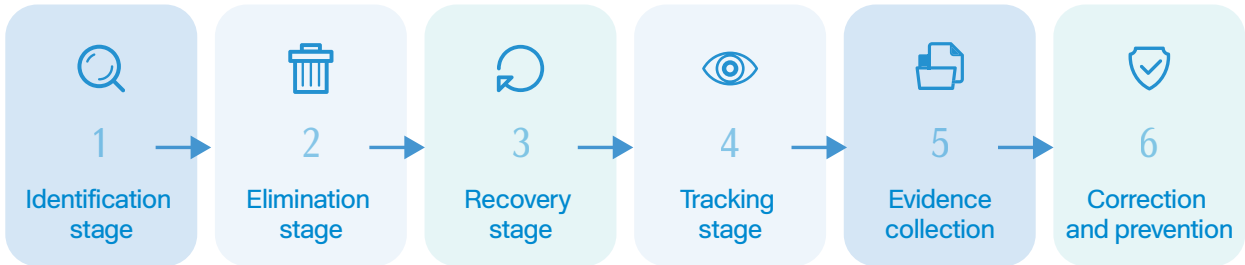 1
Identification
stage
2
Elimination
stage
3
Recovery
stage
4
Tracking
stage
5
Evidence
collection
6
Correction
and prevention